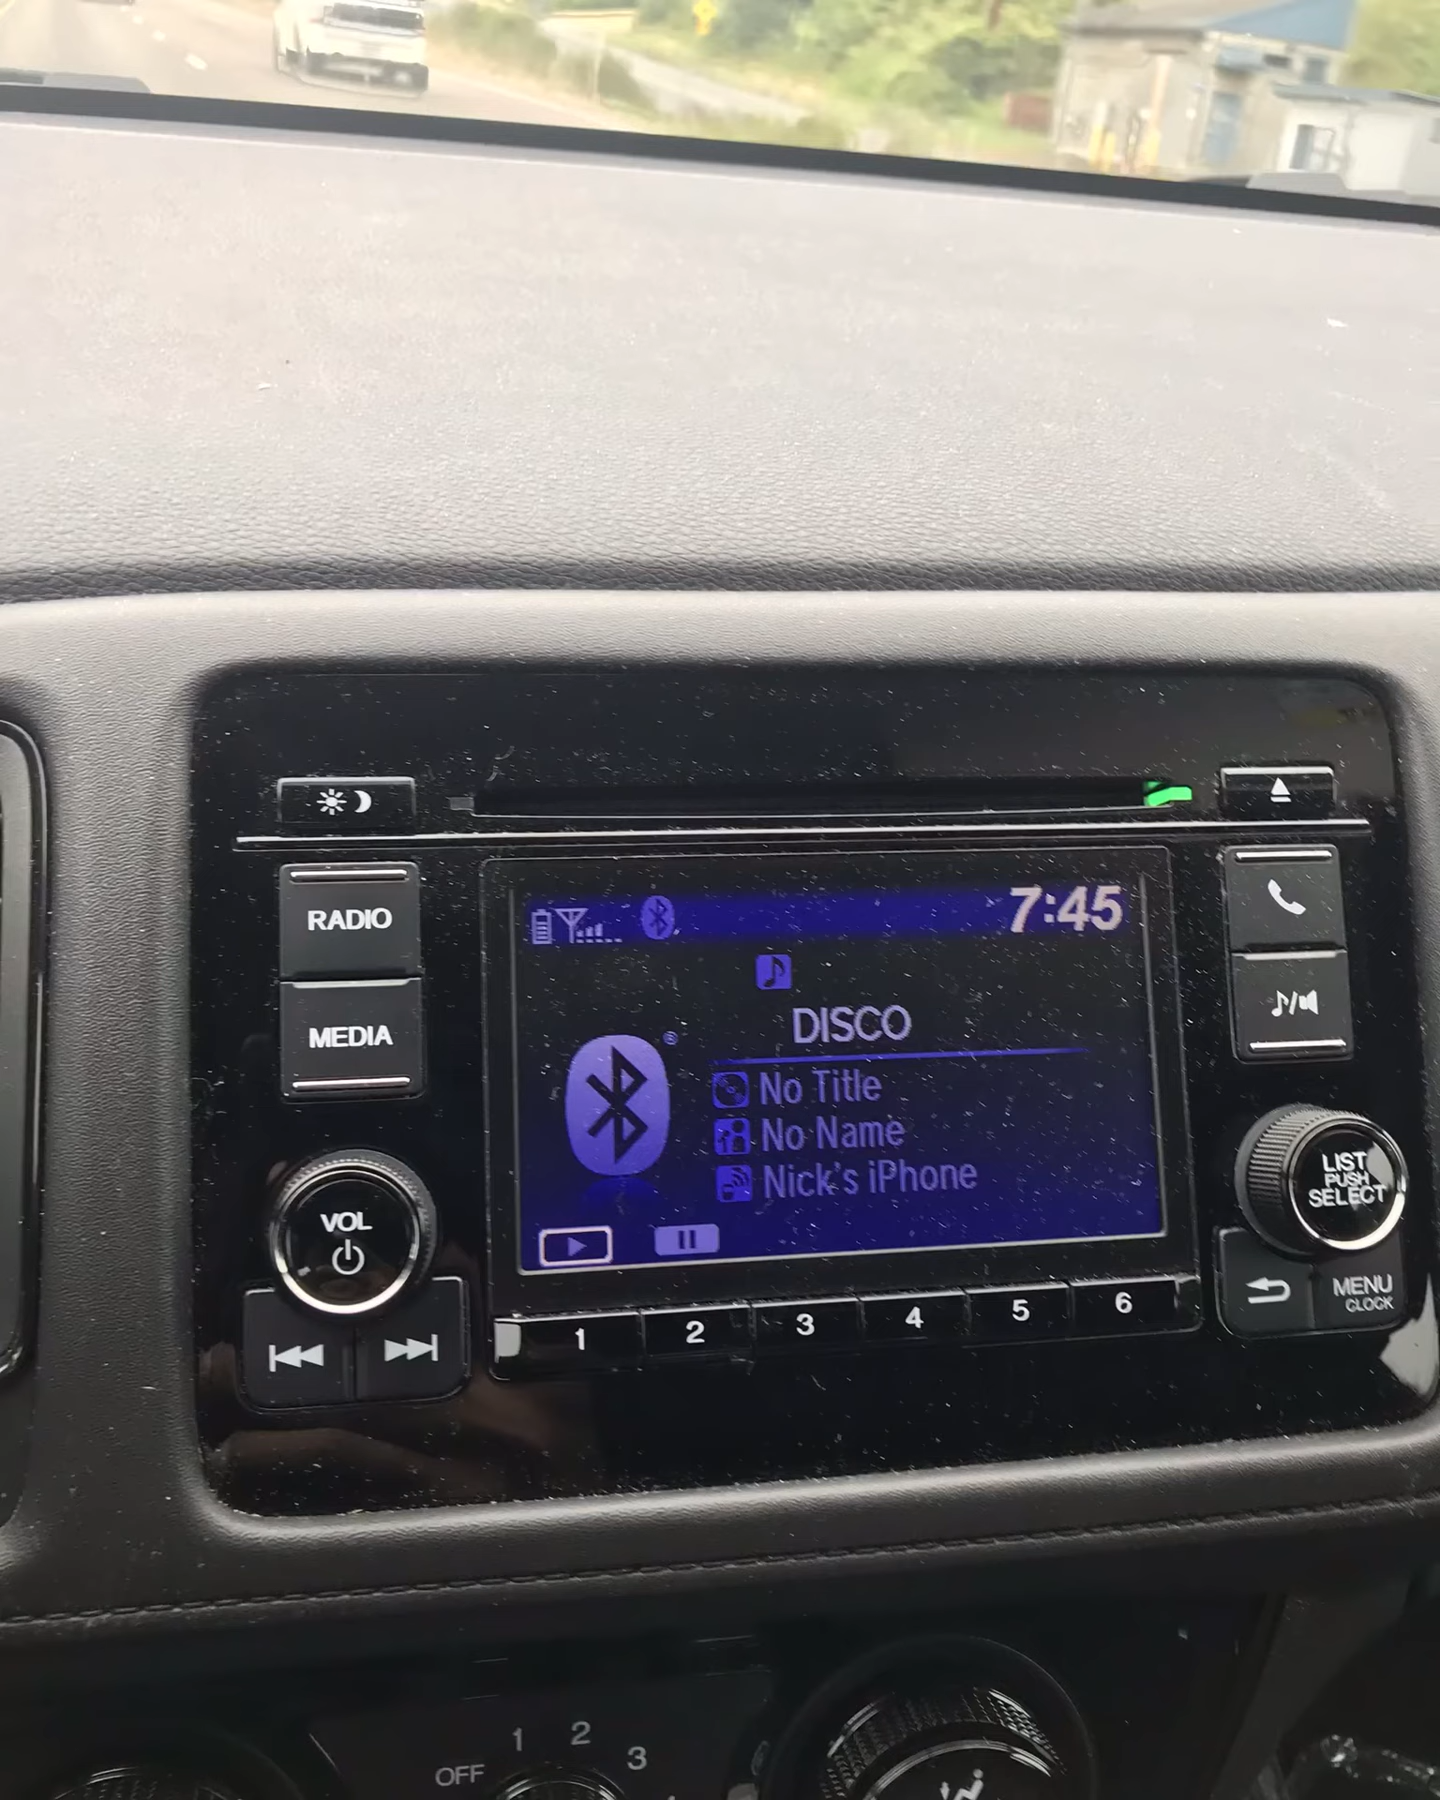 7:45
DISCO
No Title
No Name
Nick's iPhone
RADIO
MEDIA
VOL
LIST
PUSH
SELECT
MENU
CLOCK
1 2 3 4 5 6
OFF 1 2 3